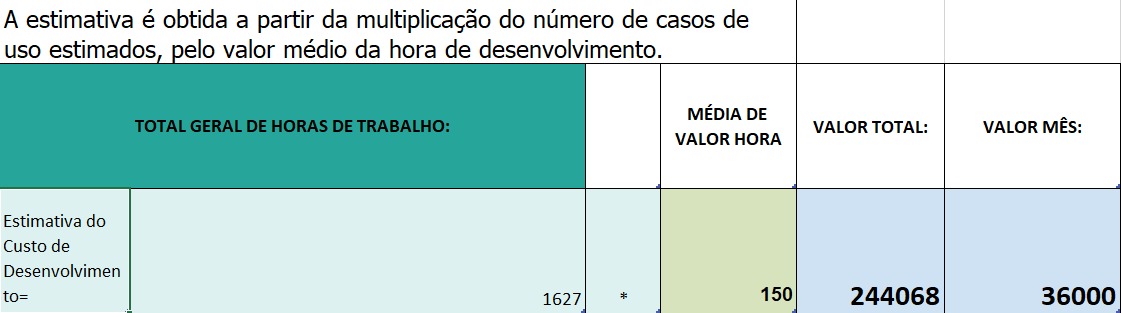 A estimativa é obtida a partir da multiplicação do número de casos de
uso estimados, pelo valor médio da hora de desenvolvimento.
TOTAL GERAL DE HORAS DE TRABALHO:
MÉDIA DE
VALOR HORA
VALOR TOTAL:
VALOR MÊS:
Estimativa do
Custo de
Desenvolvimen
to=
1627
*
150
244068
36000